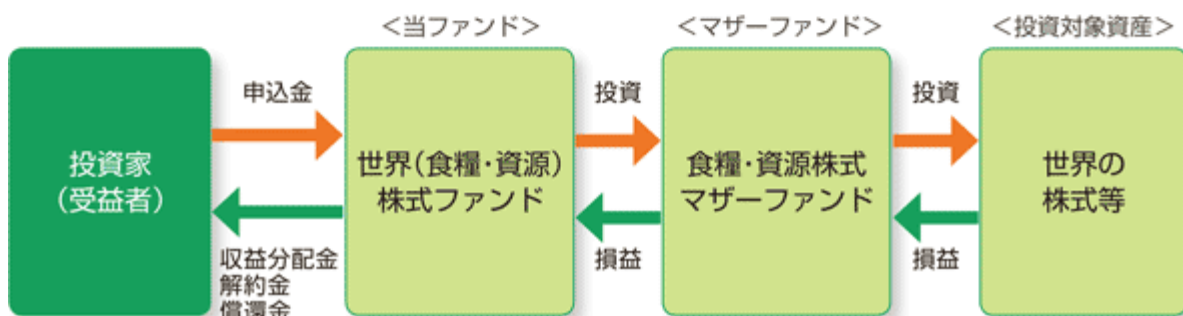 ＜当ファンド＞
＜マザーファンド＞
＜投資対象資産＞
申込金
投資
投資
投資家
（受益者）
世界（食糧・資源）
株式ファンド
食糧・資源株式
マザーファンド
世界の
株式等
収益分配金
解約金
償還金
損益
損益